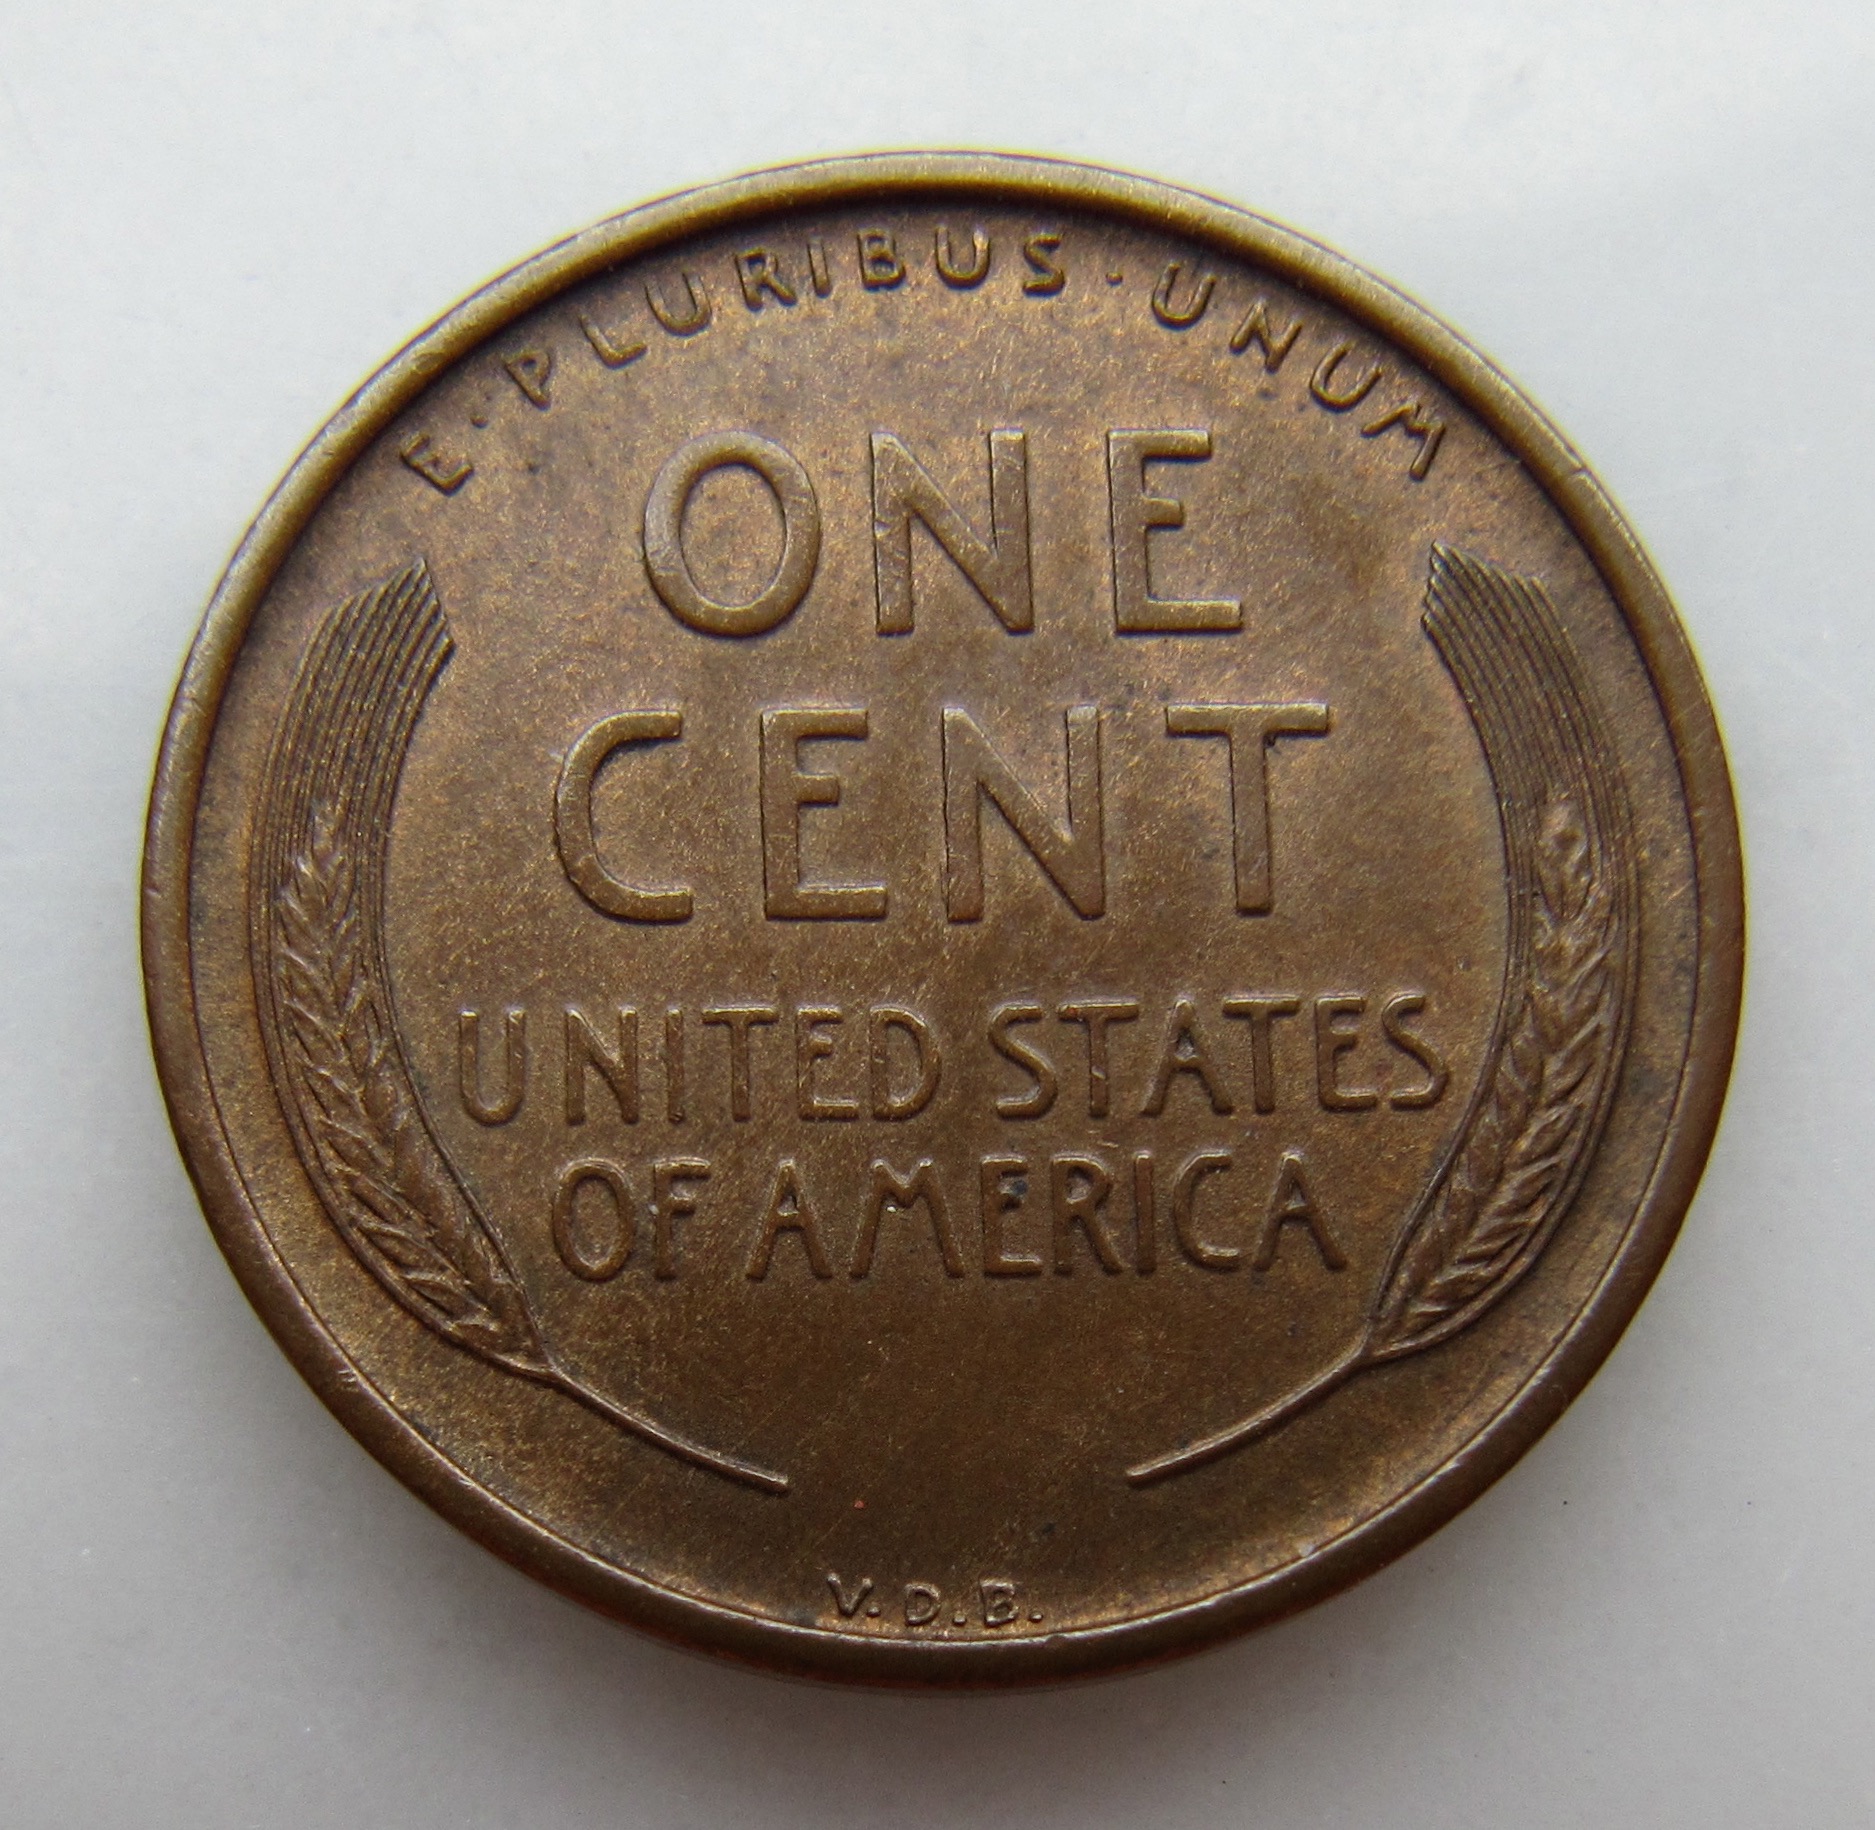 E · PLURIBUS · UNUM
ONE
CENT
UNITED STATES
OF AMERICA
V. D. B.